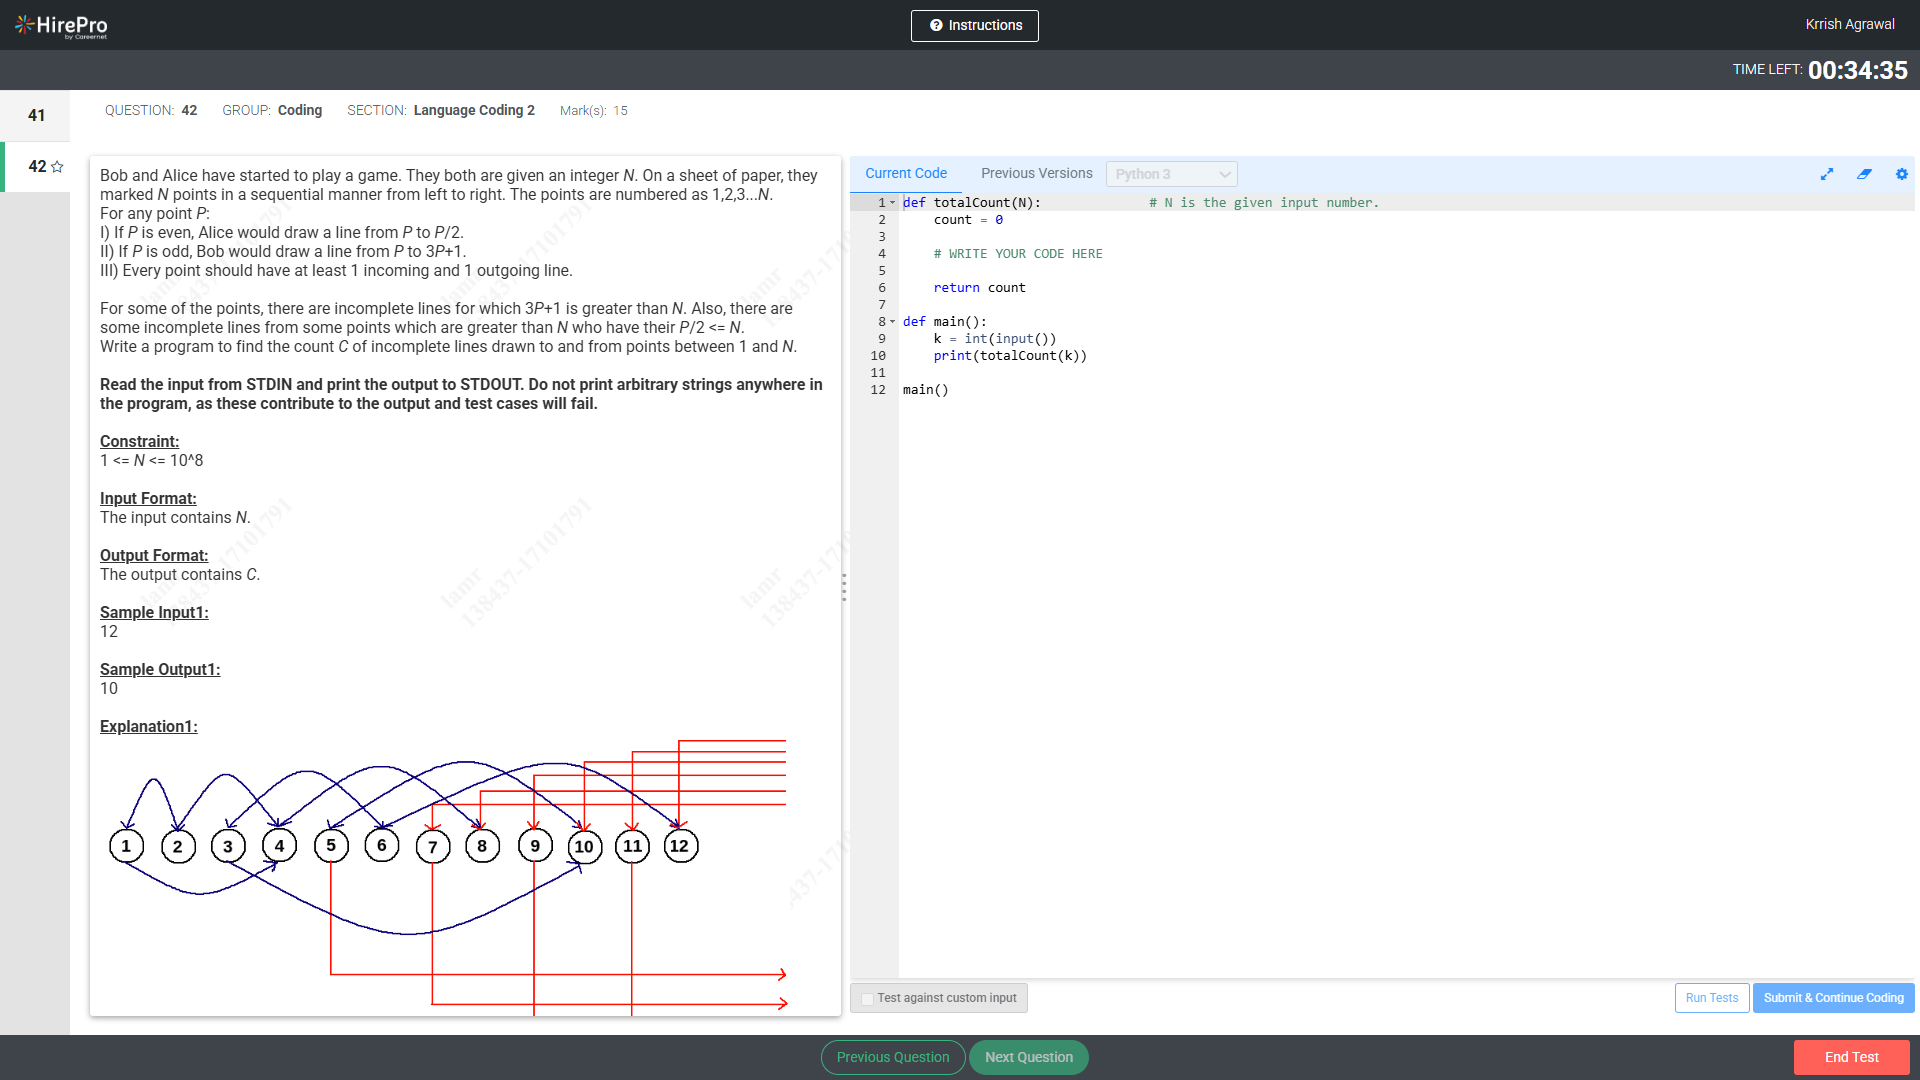 HirePro
by Careernet
Instructions
Krrish Agrawal
TIME LEFT: 00:34:35
41
42
QUESTION: 42 GROUP: Coding SECTION: Language Coding 2 Mark(s): 15
Bob and Alice have started to play a game. They both are given an integer N. On a sheet of paper, they
marked N points in a sequential manner from left to right. The points are numbered as 1,2,3...N.
For any point P:
I) If P is even, Alice would draw a line from P to P/2.
II) If P is odd, Bob would draw a line from P to 3P+1.
III) Every point should have at least 1 incoming and 1 outgoing line.
For some of the points, there are incomplete lines for which 3P+1 is greater than N. Also, there are
some incomplete lines from some points which are greater than N who have their P/2 <= N.
Write a program to find the count C of incomplete lines drawn to and from points between 1 and N.
Read the input from STDIN and print the output to STDOUT. Do not print arbitrary strings anywhere in
the program, as these contribute to the output and test cases will fail.
Constraint:
1 <= N <= 10^8
Input Format:
The input contains N.
Output Format:
The output contains C.
Sample Input1:
12
Sample Output1:
10
Explanation1:
1 2 3 4 5 6 7 8 9 10 11 12
lamr
138437-17101791
Current Code Previous Versions Python 3
1 def totalCount(N): # N is the given input number.
2 count = 0
3
4 # WRITE YOUR CODE HERE
5
6 return count
7
8 def main():
9 k = int(input())
10 print(totalCount(k))
11
12 main()
Test against custom input
Run Tests
Submit & Continue Coding
Previous Question
Next Question
End Test